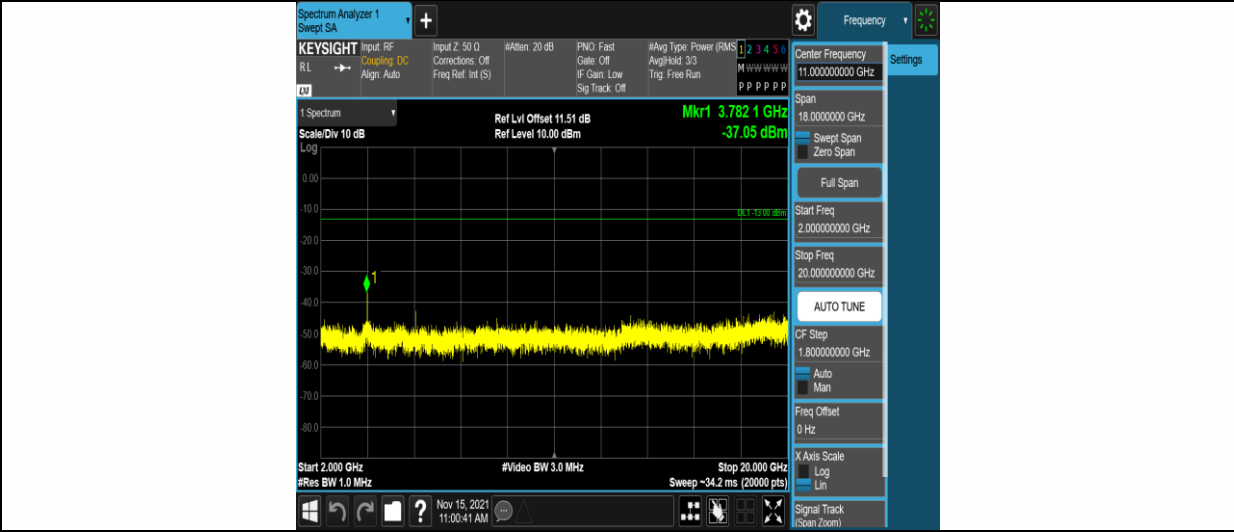 Spectrum Analyzer 1
Swept SA
+
Frequency
KEYSIGHT
RL
LXI
Input: RF
Coupling: DC
Align: Auto
Input Z: 50 Ω
Corrections: Off
Freq Ref: Int (S)
#Atten: 20 dB
PNO: Fast
Gate: Off
IF Gain: Low
Sig Track: Off
#Avg Type: Power (RMS
Avg|Hold: 3/3
Trig: Free Run
1 2 3 4 5 6
M W W W W W
P P P P P P
Center Frequency
11.000000000 GHz
Settings
Span
18.0000000 GHz
Swept Span
Zero Span
Full Span
Start Freq
2.000000000 GHz
Stop Freq
20.000000000 GHz
AUTO TUNE
CF Step
1.800000000 GHz
Auto
Man
Freq Offset
0 Hz
X Axis Scale
Log
Lin
Signal Track
(Span Zoom)
1 Spectrum
Scale/Div 10 dB
Ref Lvl Offset 11.51 dB
Ref Level 10.00 dBm
Mkr1 3.782 1 GHz
-37.05 dBm
Log
0.00
-10.0
-20.0
-30.0
-40.0
-50.0
-60.0
-70.0
-80.0
DL1 -13.00 dBm
1
Start 2.000 GHz
#Res BW 1.0 MHz
#Video BW 3.0 MHz
Stop 20.000 GHz
Sweep ~34.2 ms (20000 pts)
?
Nov 15, 2021
11:00:41 AM